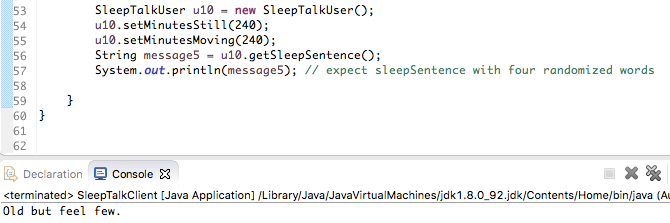 53 SleepTalkUser u10 = new SleepTalkUser();
54 u10.setMinutesStill(240);
55 u10.setMinutesMoving(240);
56 String message5 = u10.getSleepSentence();
57 System.out.println(message5); // expect sleepSentence with four randomized words
58
59 }
60 }
61
62
Declaration Console
<terminated> SleepTalkClient [Java Application] /Library/Java/JavaVirtualMachines/jdk1.8.0_92.jdk/Contents/Home/bin/java (Au
Old but feel few.